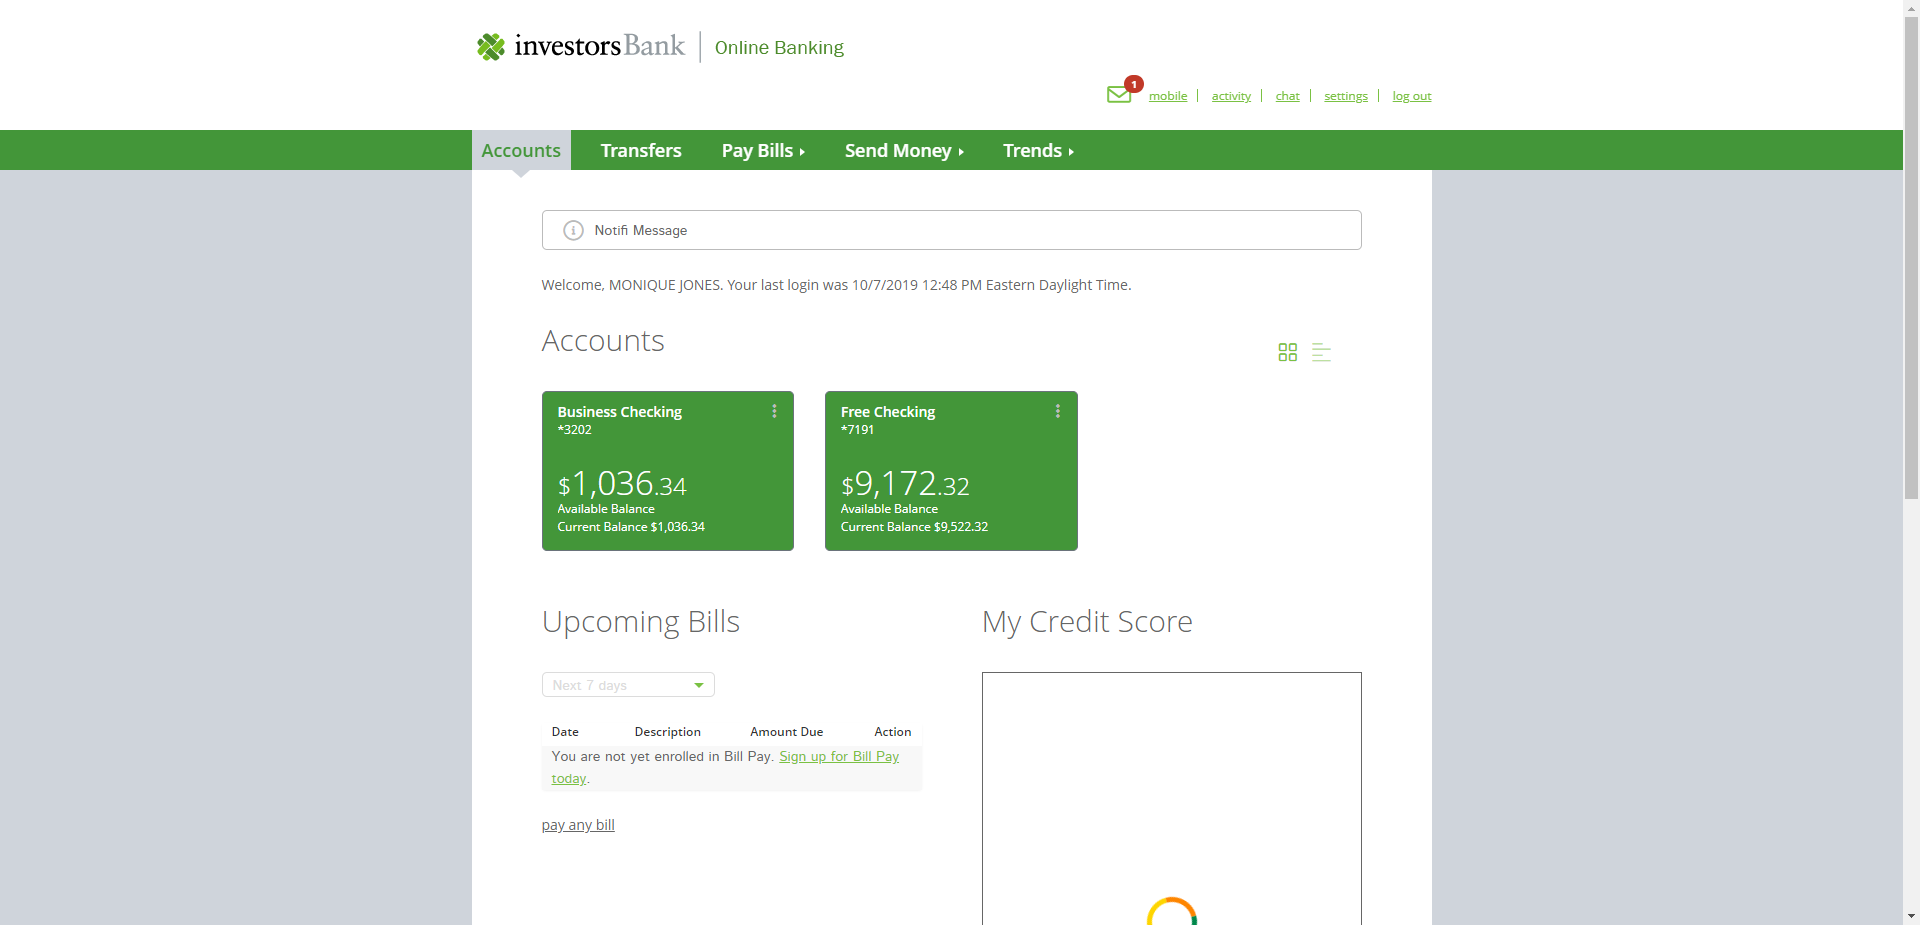 investorsBank Online Banking
1 mobile activity chat settings log out
Accounts Transfers Pay Bills Send Money Trends
Notifi Message
Welcome, MONIQUE JONES. Your last login was 10/7/2019 12:48 PM Eastern Daylight Time.
Accounts
Business Checking
*3202
$1,036.34
Available Balance
Current Balance $1,036.34
Free Checking
*7191
$9,172.32
Available Balance
Current Balance $9,522.32
Upcoming Bills
Next 7 days
Date Description Amount Due Action
You are not yet enrolled in Bill Pay. Sign up for Bill Pay
today.
pay any bill
My Credit Score